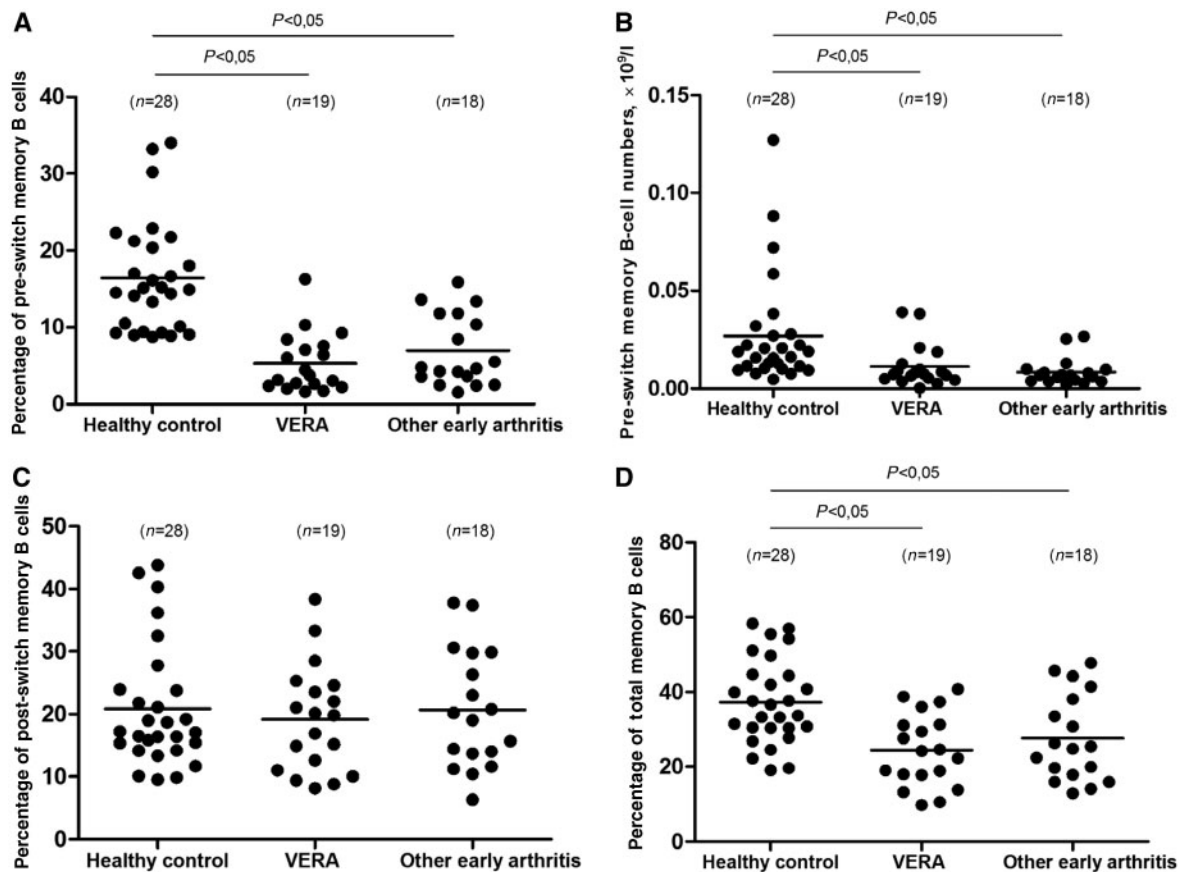 A
P<0,05
P<0,05
(n=28) (n=19) (n=18)
Percentage of pre-switch memory B cells
40
30
20
10
0
Healthy control VERA Other early arthritis
B
P<0,05
P<0,05
(n=28) (n=19) (n=18)
Pre-switch memory B-cell numbers, ×10⁹/l
0.15
0.10
0.05
0.00
Healthy control VERA Other early arthritis
C
(n=28) (n=19) (n=18)
Percentage of post-switch memory B cells
50
40
30
20
10
0
Healthy control VERA Other early arthritis
D
P<0,05
P<0,05
(n=28) (n=19) (n=18)
Percentage of total memory B cells
80
60
40
20
0
Healthy control VERA Other early arthritis